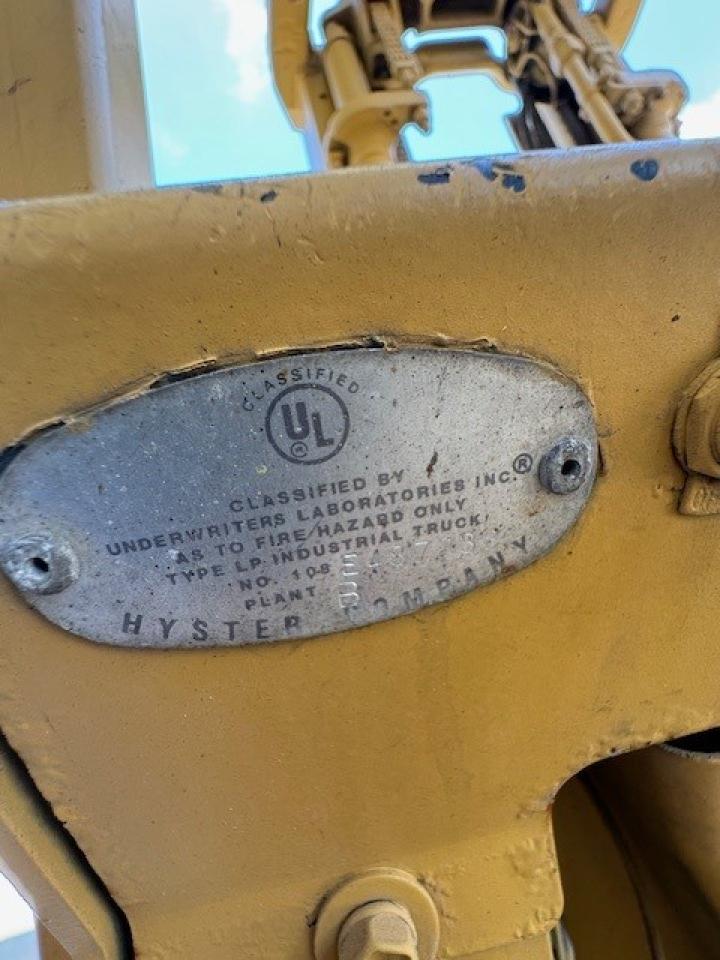 CLASSIFIED
UL
CLASSIFIED BY
UNDERWRITERS LABORATORIES INC.®
AS TO FIRE HAZARD ONLY
TYPE LP INDUSTRIAL TRUCK
NO. 108
PLANT
HYSTER COMPANY